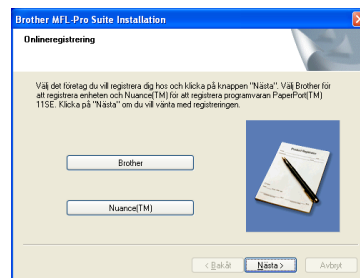 Brother MFL-Pro Suite Installation
Onlineregistrering
Välj det företag du vill registrera dig hos och klicka på knappen "Nästa". Välj Brother för
att registrera enheten och Nuance(TM) för att registrera programvaran PaperPort(TM)
11SE. Klicka på "Nästa" om du vill vänta med registreringen.
Brother
Nuance(TM)
< Bakåt
Nästa >
Avbryt